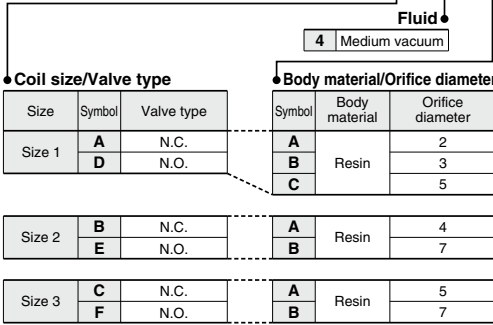 Fluid
4 Medium vacuum
Coil size/Valve type
Size Symbol Valve type
Size 1 A N.C.
D N.O.
Size 2 B N.C.
E N.O.
Size 3 C N.C.
F N.O.
Body material/Orifice diameter
Symbol Body material Orifice diameter
A Resin 2
B 3
C 5
A Resin 4
B 7
A Resin 5
B 7